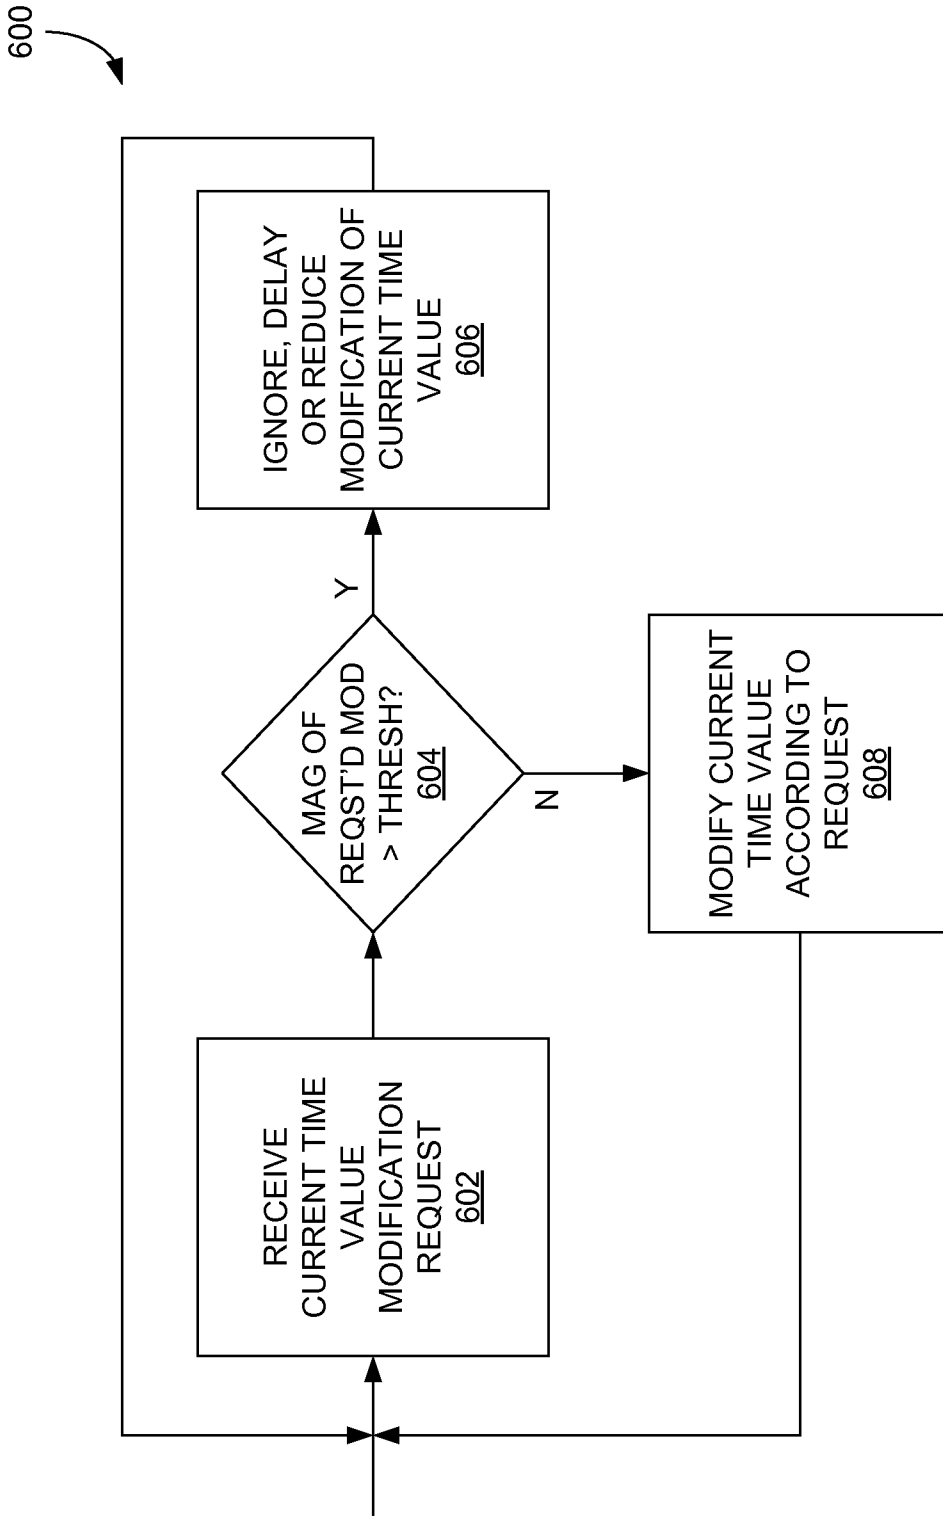 600
RECEIVE
CURRENT TIME
VALUE
MODIFICATION
REQUEST
602
MAG OF
REQST'D MOD
> THRESH?
604
Y
N
IGNORE, DELAY
OR REDUCE
MODIFICATION OF
CURRENT TIME
VALUE
606
MODIFY CURRENT
TIME VALUE
ACCORDING TO
REQUEST
608